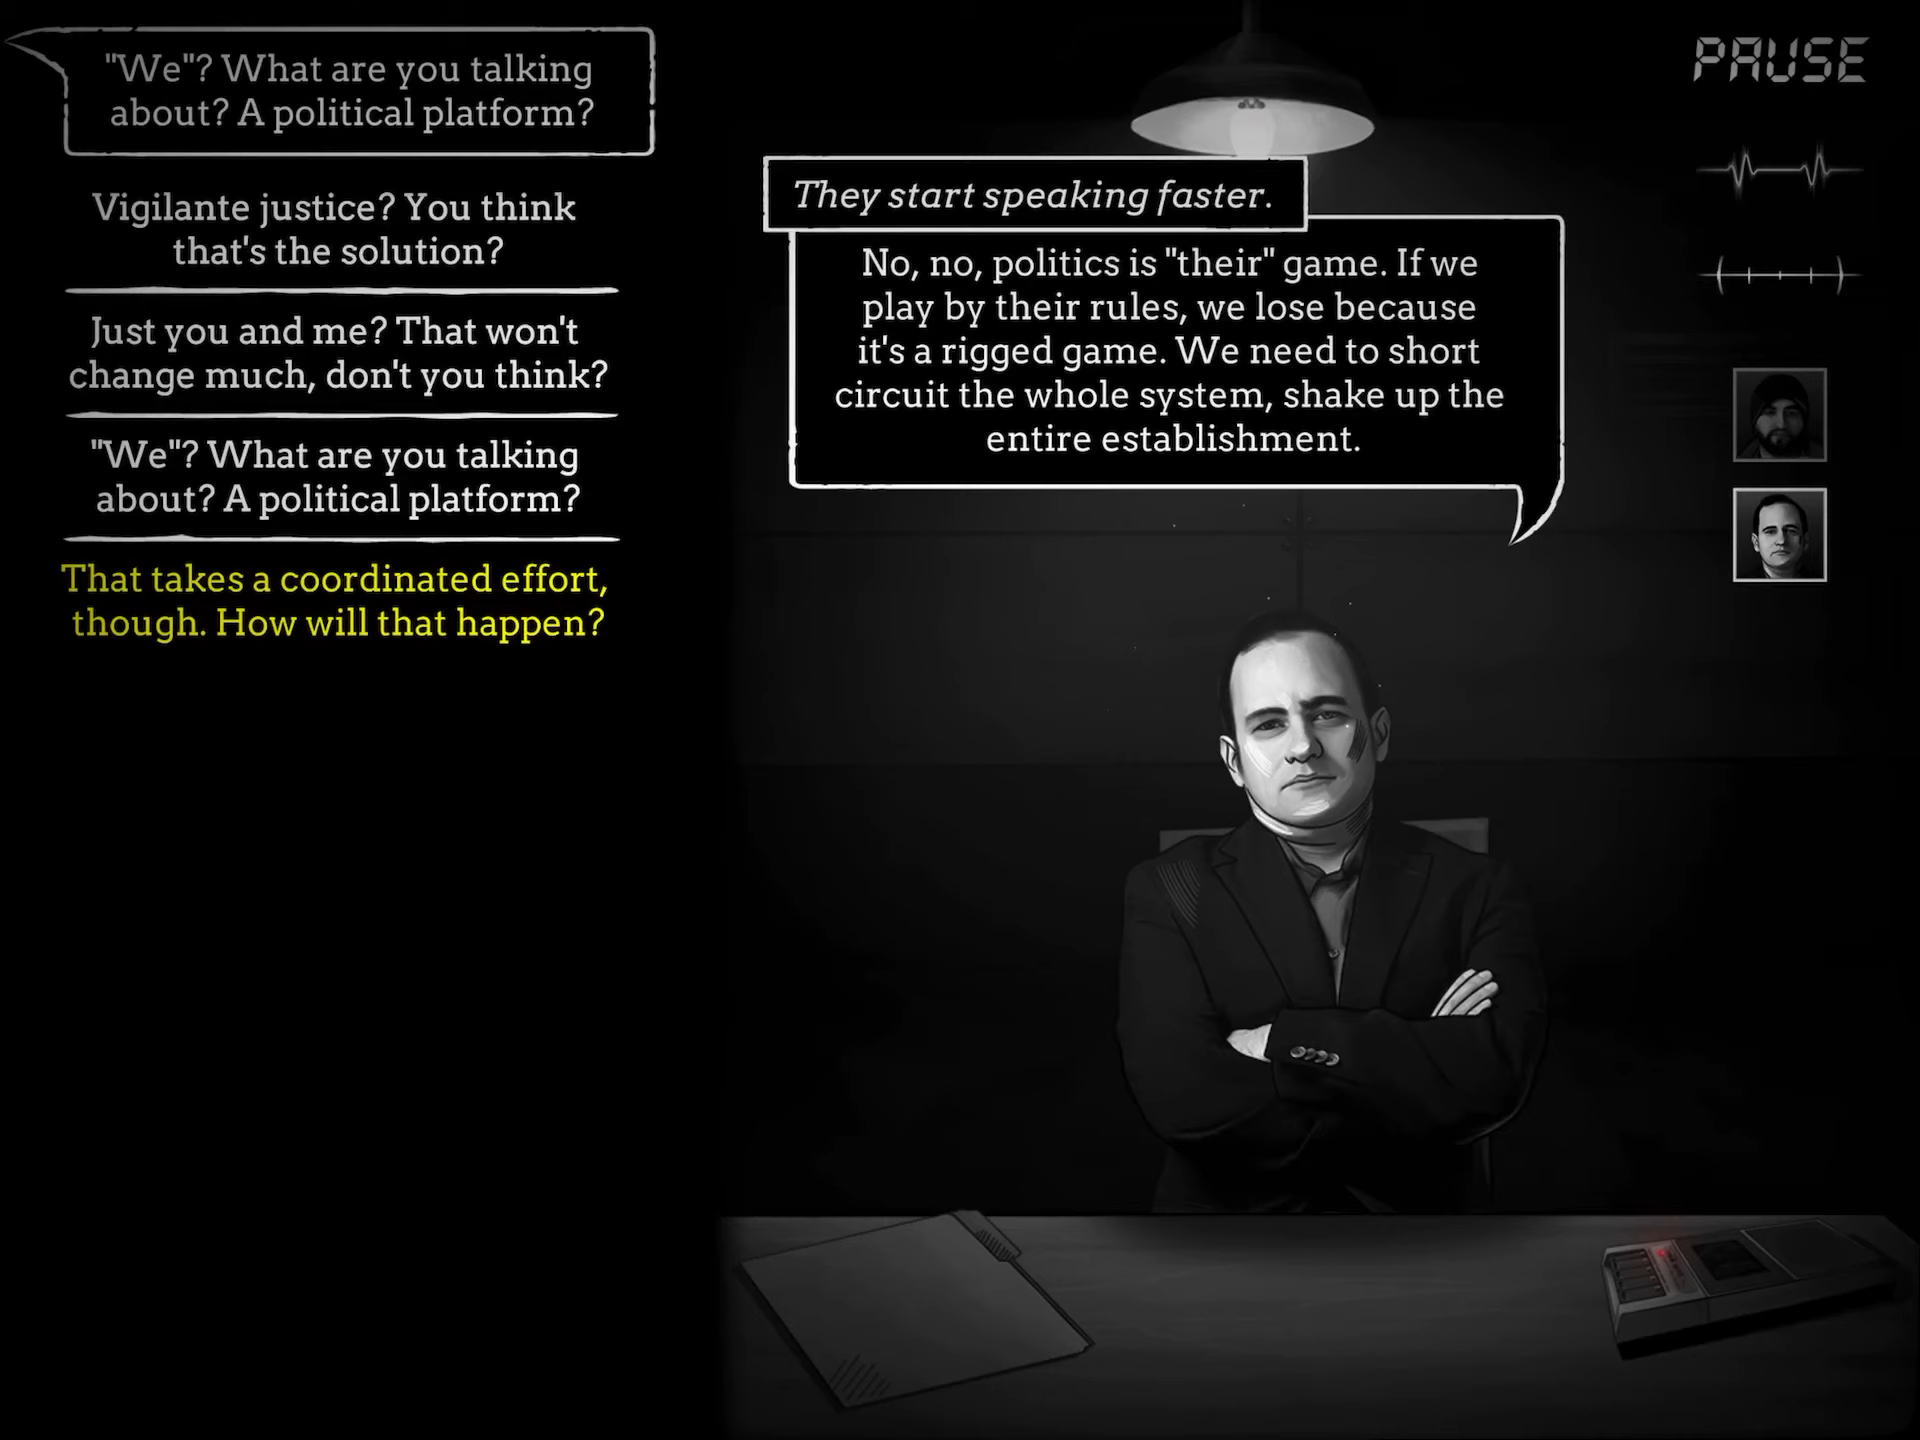 "We"? What are you talking
about? A political platform?
Vigilante justice? You think
that's the solution?
Just you and me? That won't
change much, don't you think?
"We"? What are you talking
about? A political platform?
That takes a coordinated effort,
though. How will that happen?
They start speaking faster.
No, no, politics is "their" game. If we
play by their rules, we lose because
it's a rigged game. We need to short
circuit the whole system, shake up the
entire establishment.
PAUSE